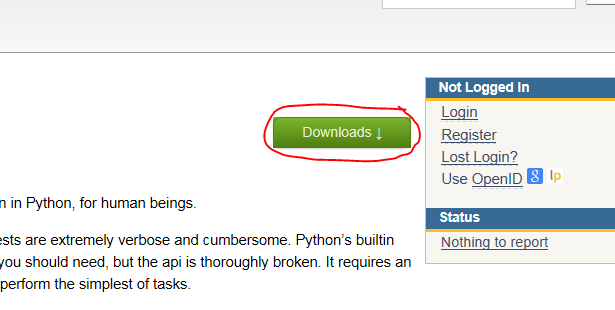 Downloads ↓
n in Python, for human beings.
ests are extremely verbose and cumbersome. Python's builtin
you should need, but the api is thoroughly broken. It requires an
perform the simplest of tasks.
Not Logged In
Login
Register
Lost Login?
Use OpenID g lp
Status
Nothing to report